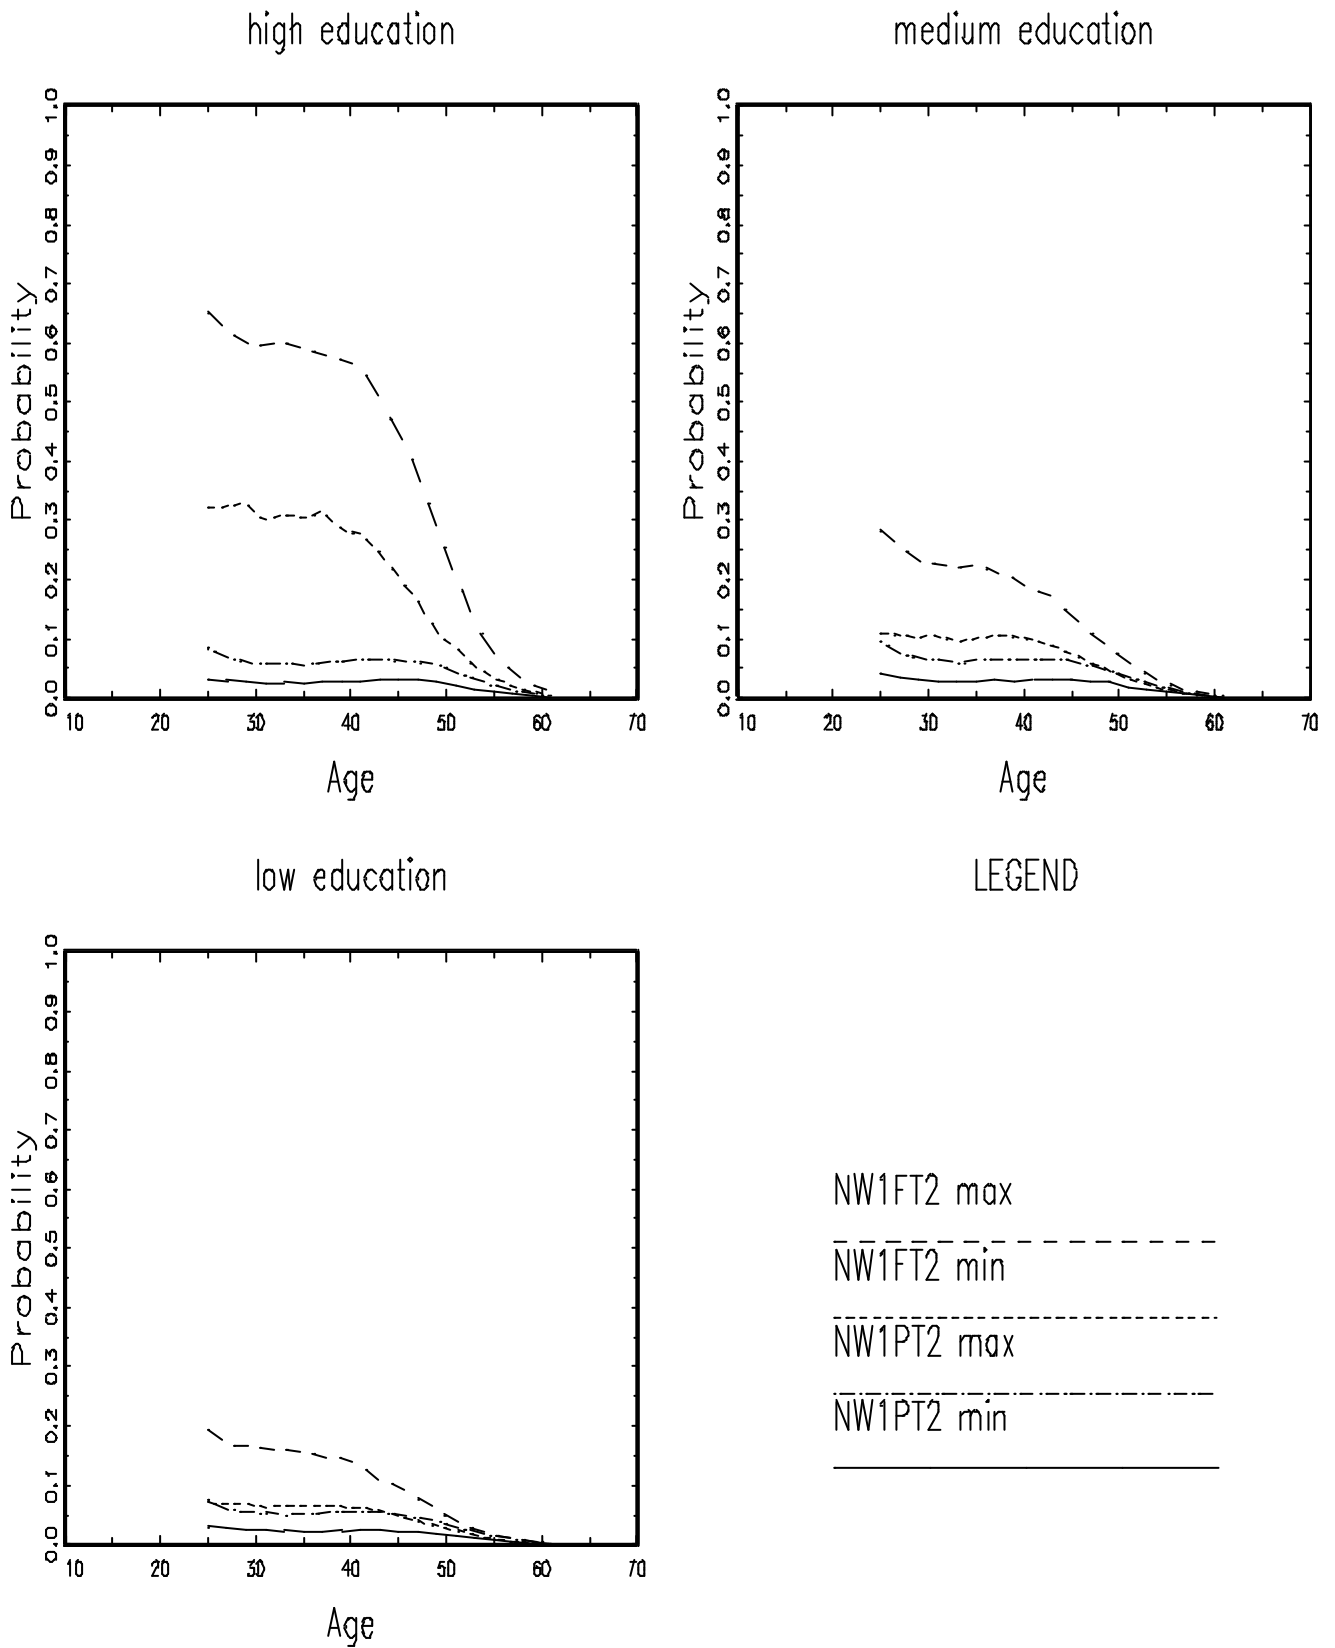 high education
medium education
1.0
0.9
0.8
0.7
0.6
0.5
0.4
0.3
0.2
0.1
0.0
Probability
10 20 30 40 50 60 70
Age
1.0
0.9
0.8
0.7
0.6
0.5
0.4
0.3
0.2
0.1
0.0
Probability
10 20 30 40 50 60 70
Age
low education
LEGEND
1.0
0.9
0.8
0.7
0.6
0.5
0.4
0.3
0.2
0.1
0.0
Probability
10 20 30 40 50 60 70
Age
NW1FT2 max
NW1FT2 min
NW1PT2 max
NW1PT2 min